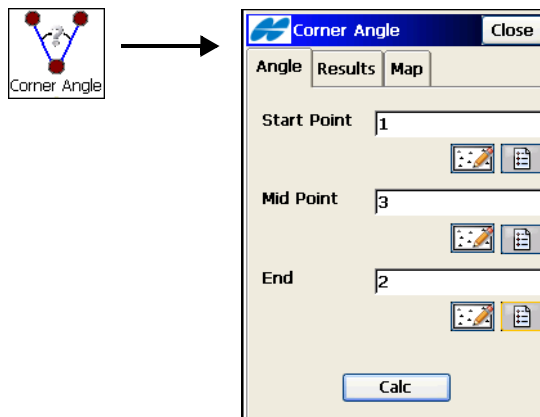 ?
Corner Angle
Corner Angle Close
Angle Results Map
Start Point 1
Mid Point 3
End 2
Calc